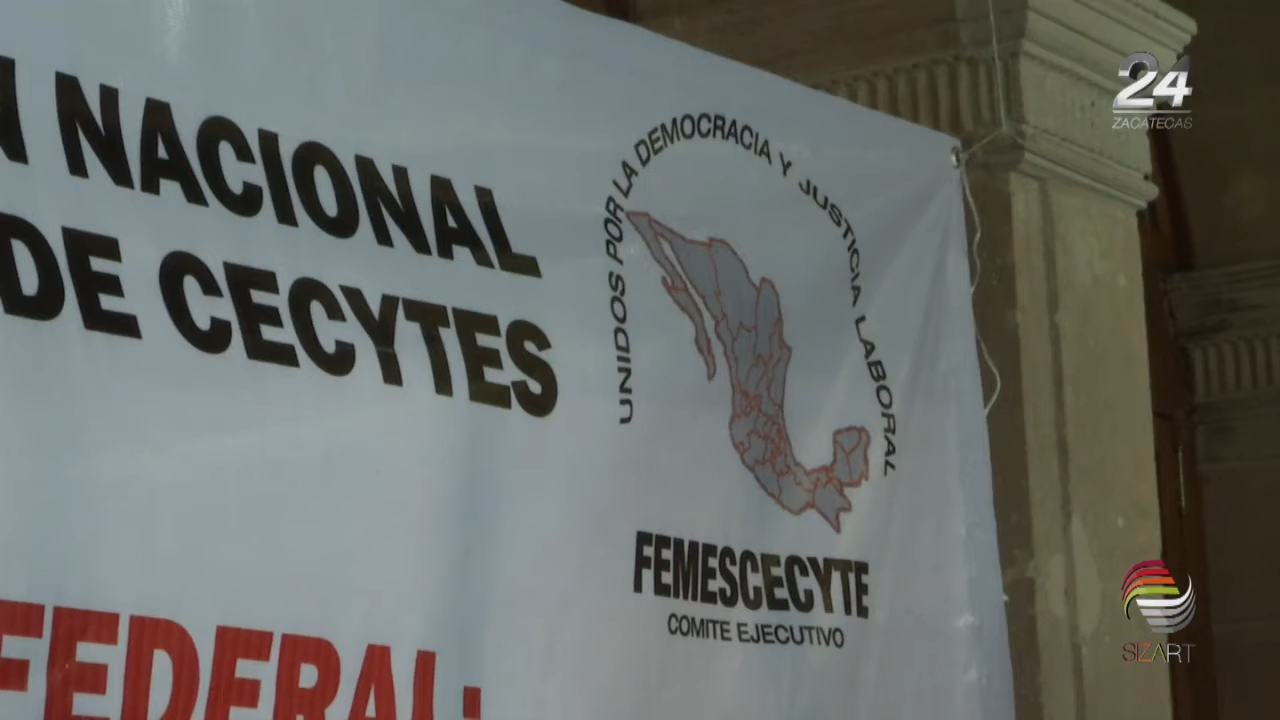 NACIONAL
DE CECYTES
FEDERAL:
UNIDOS POR LA DEMOCRACIA Y JUSTICIA LABORAL
FEMESCECYTE
COMITE EJECUTIVO
24
ZACATECAS
SIZART